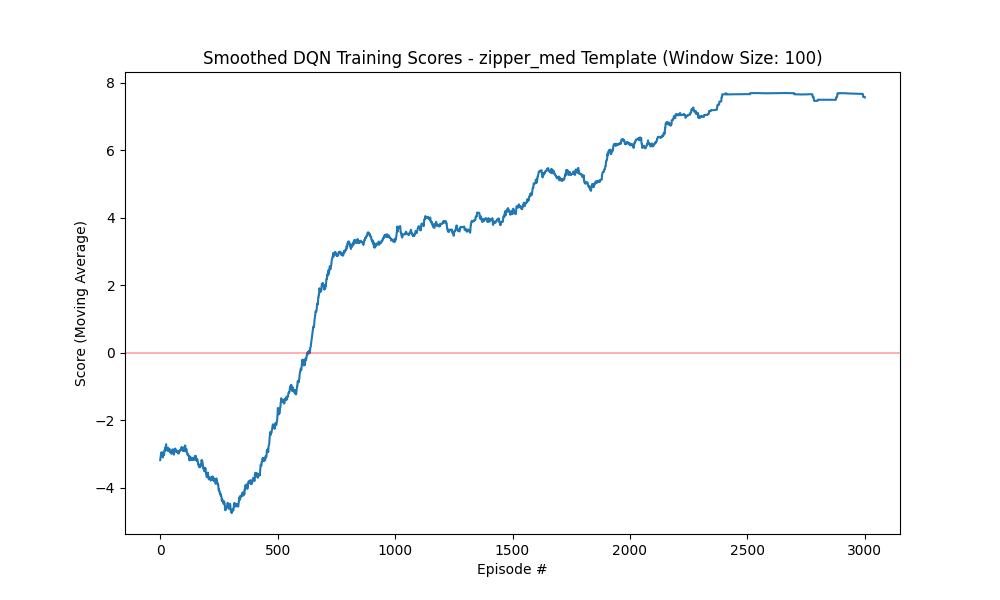 Smoothed DQN Training Scores - zipper_med Template (Window Size: 100)
8
6
4
2
0
−2
−4
Score (Moving Average)
0 500 1000 1500 2000 2500 3000
Episode #